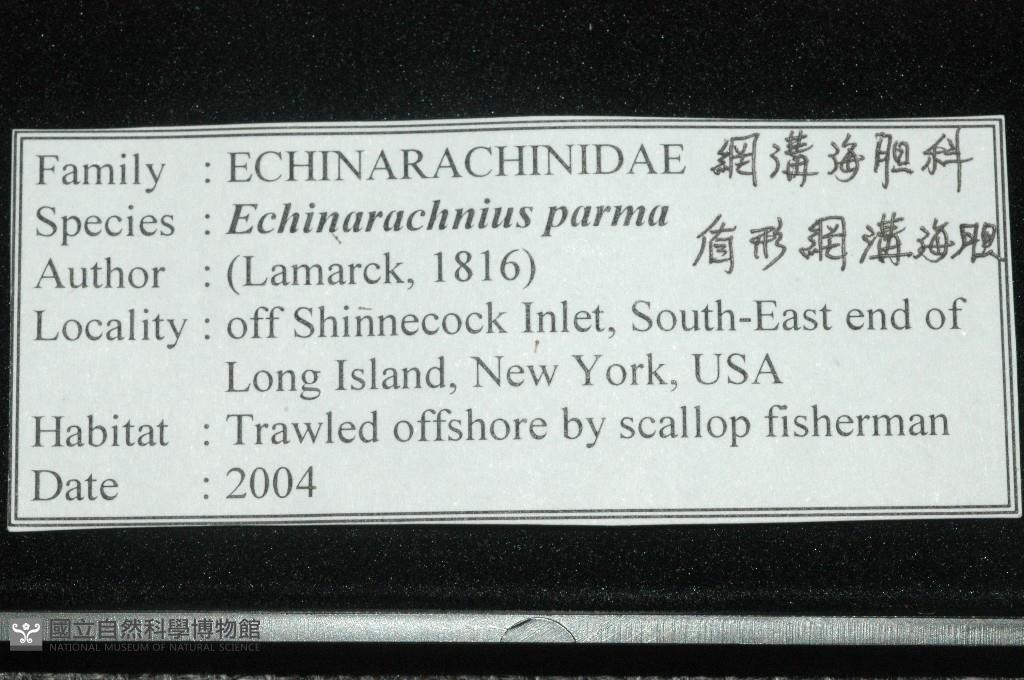 Family : ECHINARACHINIDAE 網溝海胆科
Species : Echinarachnius parma 盾形網溝海胆
Author : (Lamarck, 1816)
Locality : off Shinnecock Inlet, South-East end of
Long Island, New York, USA
Habitat : Trawled offshore by scallop fisherman
Date : 2004
國立自然科學博物館
NATIONAL MUSEUM OF NATURAL SCIENCE